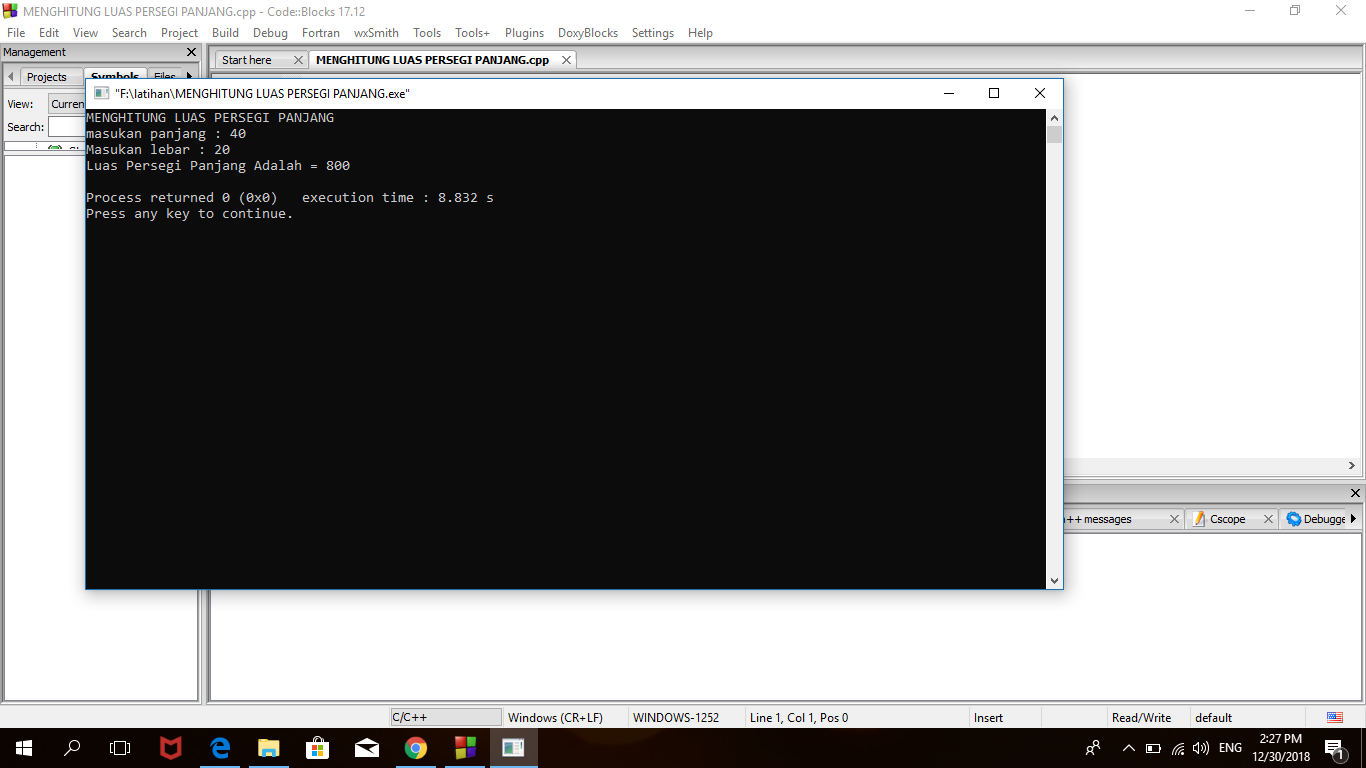 MENGHITUNG LUAS PERSEGI PANJANG.cpp - Code::Blocks 17.12
File Edit View Search Project Build Debug Fortran wxSmith Tools Tools+ Plugins DoxyBlocks Settings Help
Management
Start here MENGHITUNG LUAS PERSEGI PANJANG.cpp
Projects Symbols Files
View: Curren
Search:
"F:\latihan\MENGHITUNG LUAS PERSEGI PANJANG.exe"
MENGHITUNG LUAS PERSEGI PANJANG
masukan panjang : 40
Masukan lebar : 20
Luas Persegi Panjang Adalah = 800
Process returned 0 (0x0)   execution time : 8.832 s
Press any key to continue.
++ messages Cscope Debugge
C/C++ Windows (CR+LF) WINDOWS-1252 Line 1, Col 1, Pos 0 Insert Read/Write default
ENG
2:27 PM
12/30/2018
1